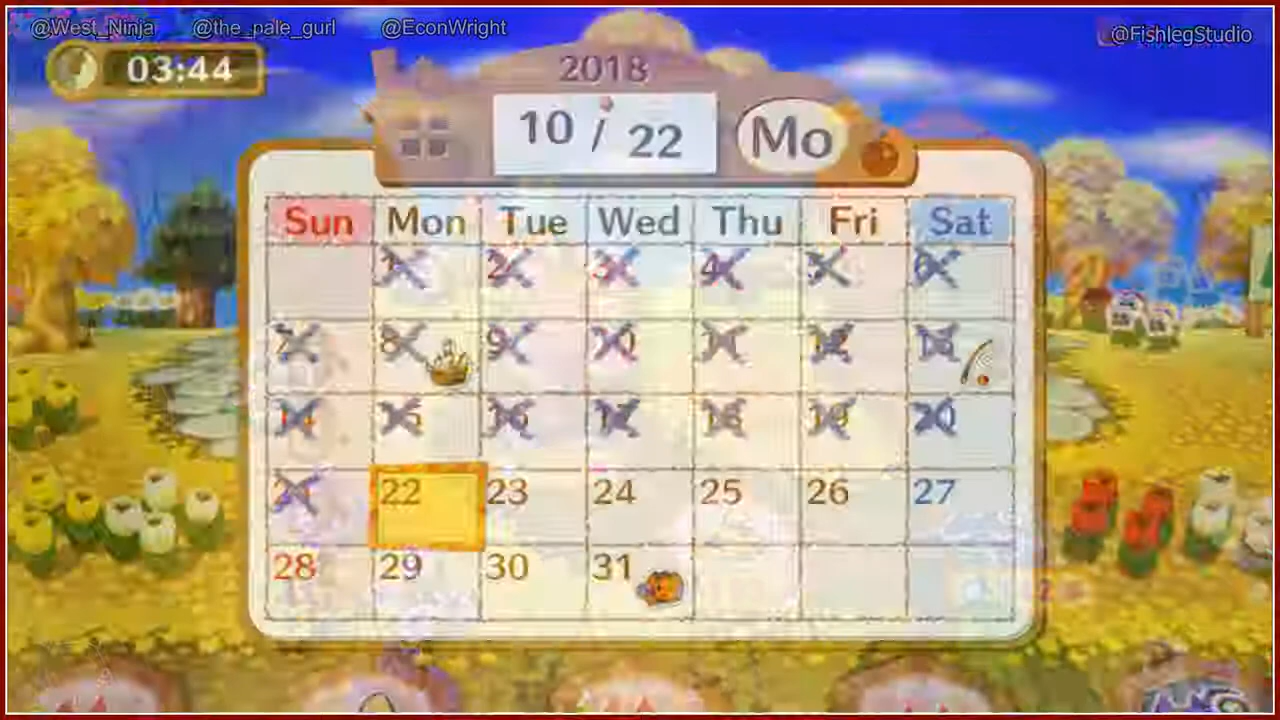 @West_Ninja @the_pale_gurl @EconWright @FishlegStudio
03:44
2018
10 / 22 Mo
Sun Mon Tue Wed Thu Fri Sat
1 2 3 4 5 6
7 8 9 10 11 12 13
14 15 16 17 18 19 20
21 22 23 24 25 26 27
28 29 30 31